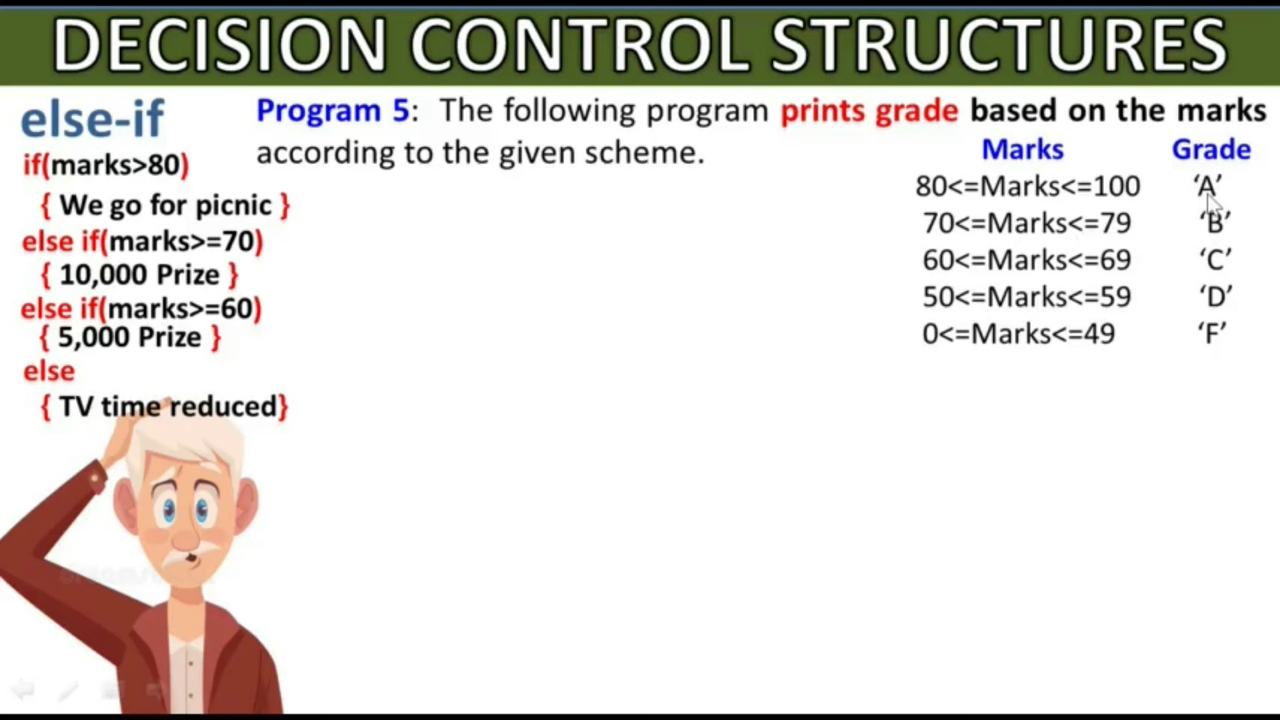 DECISION CONTROL STRUCTURES
else-if
if(marks>80)
{ We go for picnic }
else if(marks>=70)
{ 10,000 Prize }
else if(marks>=60)
{ 5,000 Prize }
else
{ TV time reduced}
Program 5: The following program prints grade based on the marks
according to the given scheme.
Marks Grade
80<=Marks<=100 ‘A’
70<=Marks<=79 ‘B’
60<=Marks<=69 ‘C’
50<=Marks<=59 ‘D’
0<=Marks<=49 ‘F’